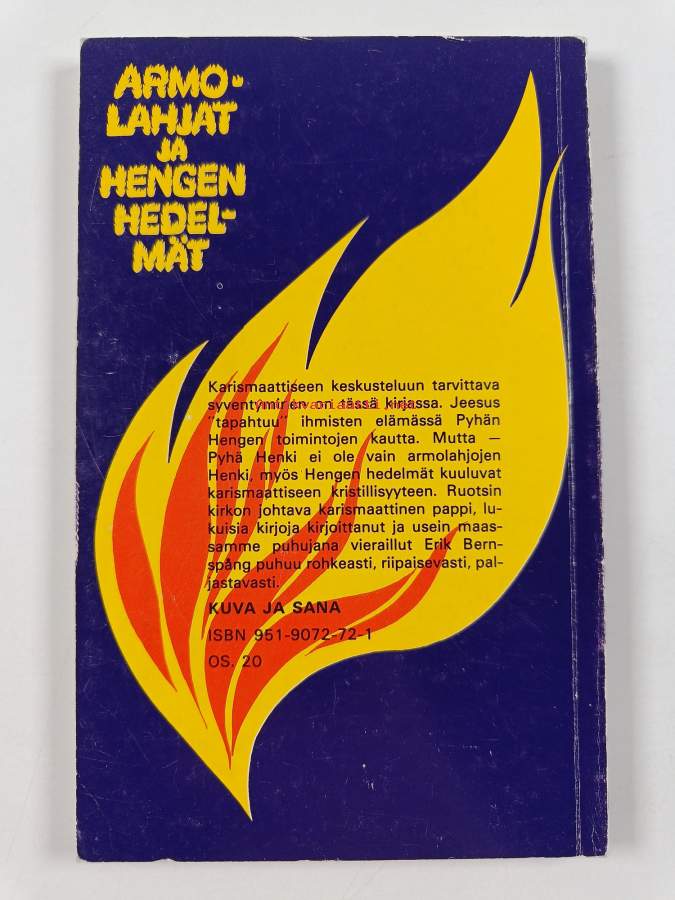 ARMO-
LAHJAT
JA
HENGEN
HEDEL-
MÄT
Karismaattiseen keskusteluun tarvittava
syventyminen on tässä kirjassa. Jeesus
"tapahtuu" ihmisten elämässä Pyhän
Hengen toimintojen kautta. Mutta —
Pyhä Henki ei ole vain armolahjojen
Henki, myös Hengen hedelmät kuuluvat
karismaattiseen kristillisyyteen. Ruotsin
kirkon johtava karismaattinen pappi, lu-
kuisia kirjoja kirjoittanut ja usein maas-
samme puhujana vieraillut Erik Bern-
spång puhuu rohkeasti, riipaisevasti, pal-
jastavasti.
KUVA JA SANA
ISBN 951-9072-72-1
OS. 20